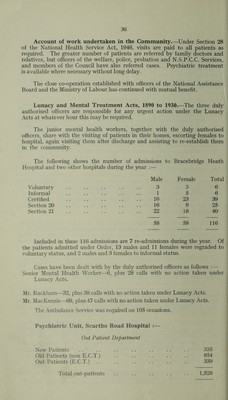 30
Account of work undertaken in the Community.—Under Section 28
of the National Health Service Act, 1946, visits are paid to all patients as
required. The greater number of patients are referred by family doctors and
relatives, but officers of the welfare, police, probation and N.S.P.C.C. Services,
and members of the Council have also referred cases. Psychiatric treatment
is available where necessary without long delay.
The close co-operation established with officers of the National Assistance
Board and the Ministry of Labour has continued with mutual benefit.
Lunacy and Mental Treatment Acts, 1890 to 1930.—The three duly
authorised officers are responsible for any urgent action under the Lunacy
Acts at whatever hour this may be required.
The junior mental health workers, together with the duly authorised
officers, share with the visiting of patients in their homes, escorting females to
hospital, again visiting them after discharge and assisting to re-establish them
in the community.
The following shows the number of admissions to Bracebridge Heath
Hospital and two other hospitals during the year :—
Male Female Total
Voluntary .. .. .. .. .. 3 3 6
Informal .. .. .. .. .. 1 5 6
Certified .. .. .. .. .. 16 23 39
Section 20 .. .. .. .. .. 16 9 25
Section 21 .. .. .. .. .. 22 18 40
58 58 116
Included in these 116 admissions are 7 re-admissions during the year. Of
the patients admitted under Order, 13 males and 11 females were regraded to
voluntary status, and 2 males and 3 females to informal status.
Cases have been dealt with by the duly authorised officers as follows :—
Senior Mental Health Worker—6, plus 28 calls with no action taken under
Lunacy Acts.
Mr. Rackham—32, plus 38 calls with no action taken under Lunacy Acts.
Mr. MacKenzie—60, plus 47 calls with no action taken under Lunacy Acts.
The Ambulance Service was required on 105 occasions.
Psychiatric Unit, Scartho Road Hospital :—
Out Patient Department
New Patients .. .. .. .. ..
Old Patients (non E.C.T.) .. .. .. ..
Out Patients (E.C.T.) .. .. .. ..
Total out-patients .. .. ..